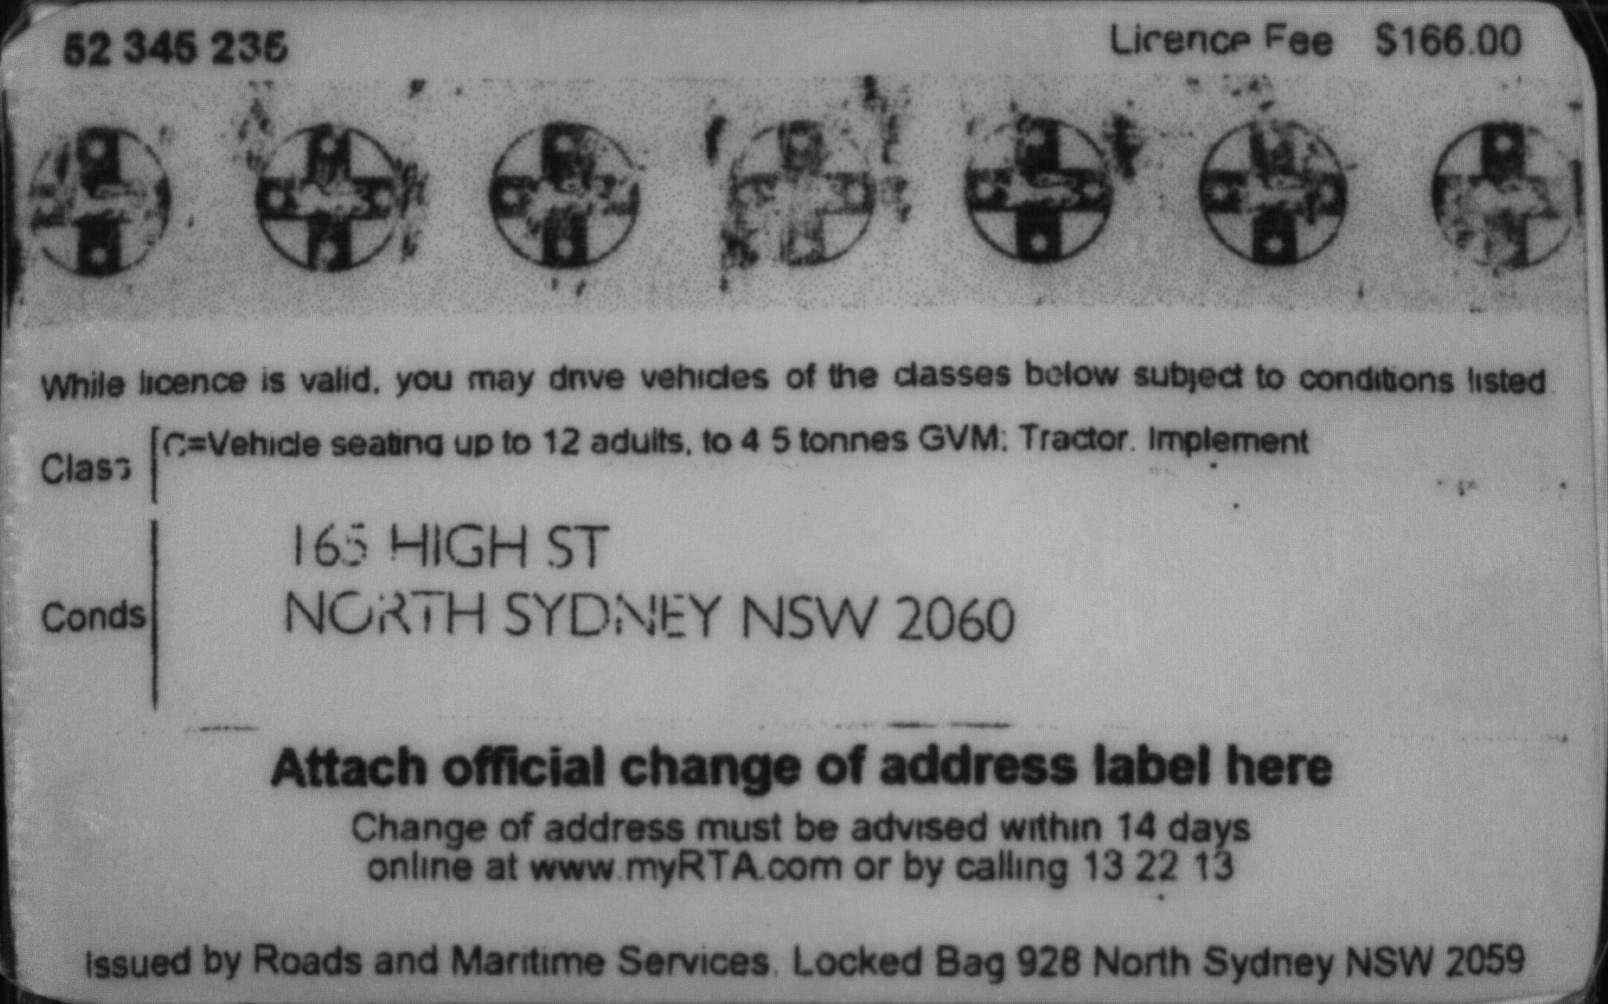 52 345 235
Licence Fee $166.00
While licence is valid, you may drive vehicles of the classes below subject to conditions listed.
Class
C=Vehicle seating up to 12 adults, to 4.5 tonnes GVM; Tractor. Implement
165 HIGH ST
NORTH SYDNEY NSW 2060
Conds
Attach official change of address label here
Change of address must be advised within 14 days
online at www.myRTA.com or by calling 13 22 13
Issued by Roads and Maritime Services. Locked Bag 928 North Sydney NSW 2059